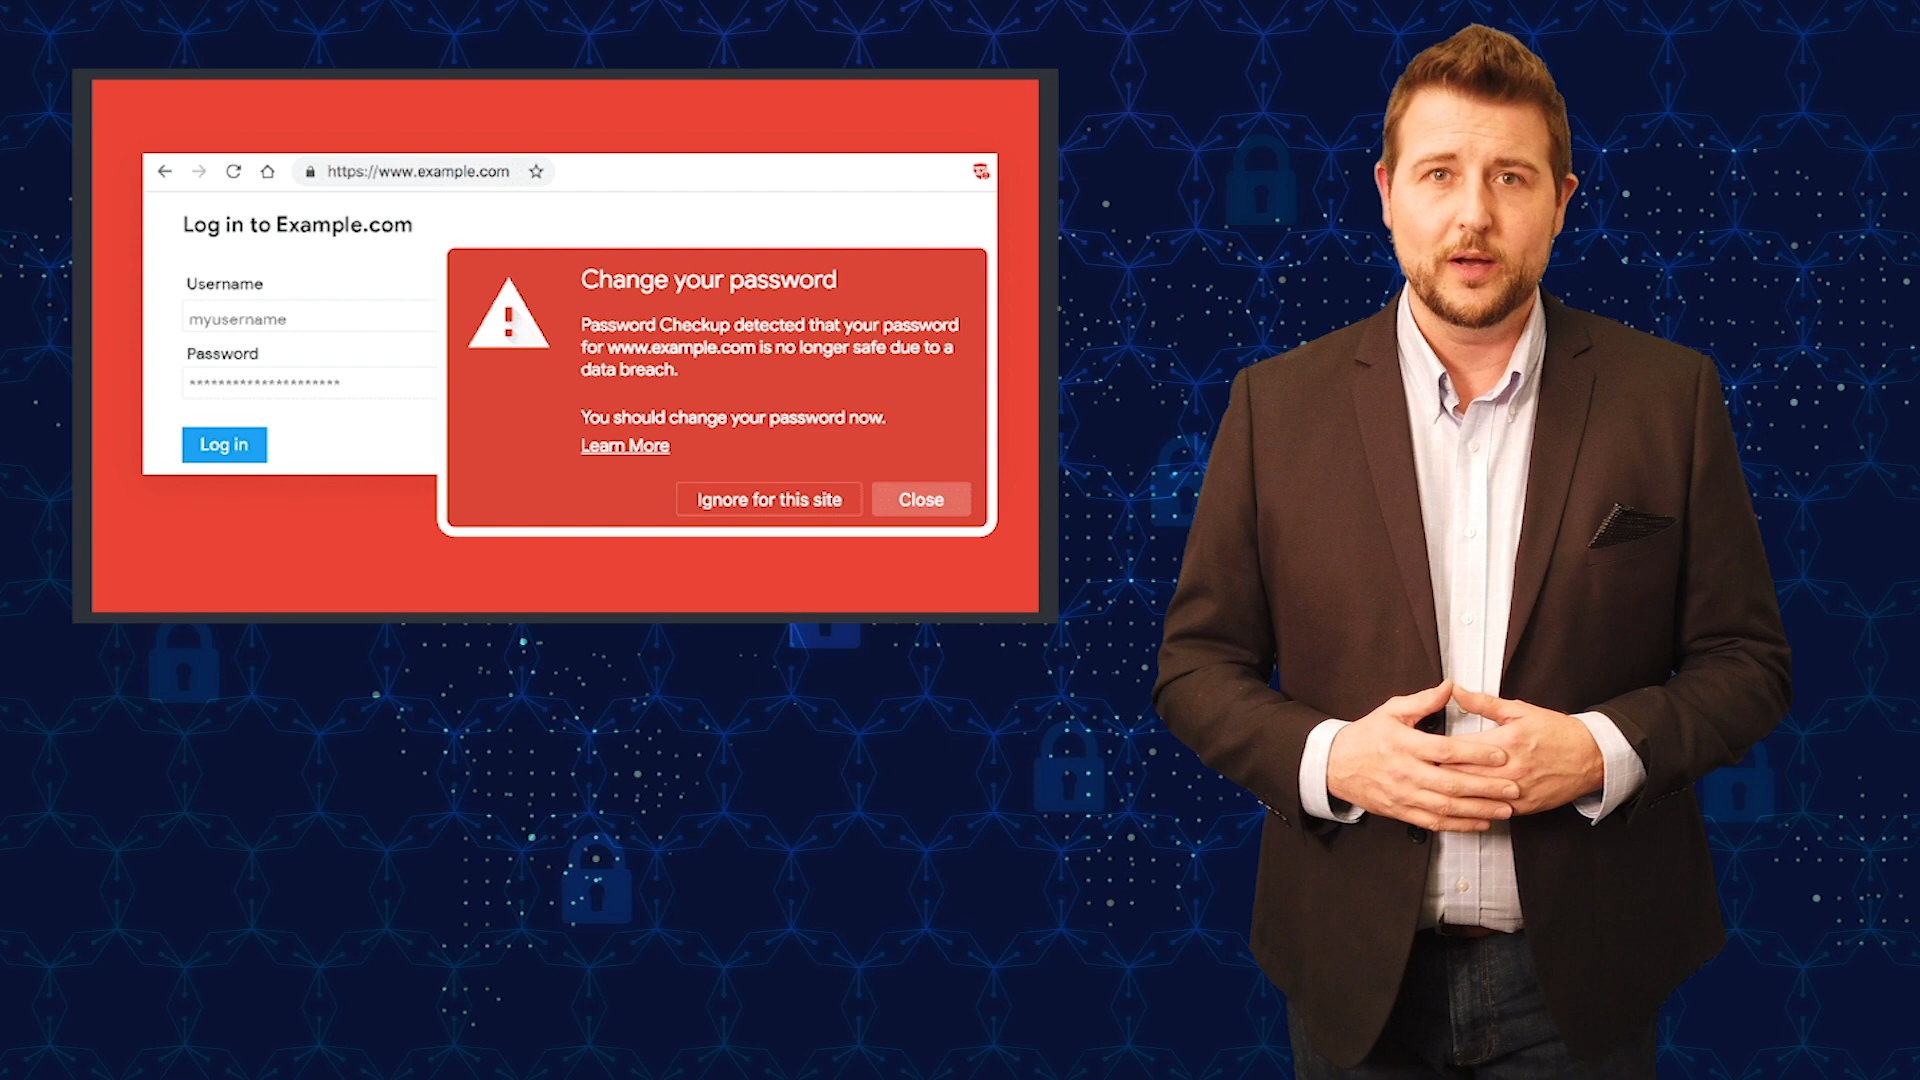 https://www.example.com
Log in to Example.com
Username
myusername
Password
*********************
Log in
Change your password
Password Checkup detected that your password
for www.example.com is no longer safe due to a
data breach.
You should change your password now.
Learn More
Ignore for this site
Close